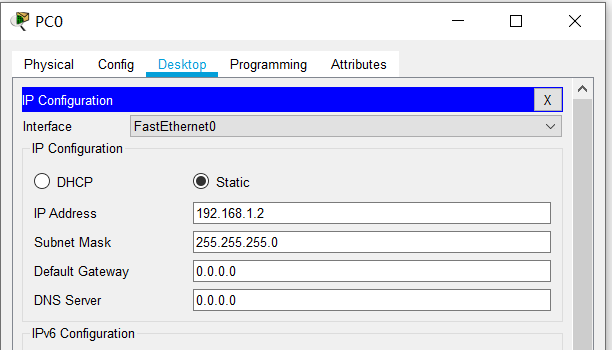 PC0
Physical Config Desktop Programming Attributes
IP Configuration X
Interface FastEthernet0
IP Configuration
DHCP Static
IP Address 192.168.1.2
Subnet Mask 255.255.255.0
Default Gateway 0.0.0.0
DNS Server 0.0.0.0
IPv6 Configuration